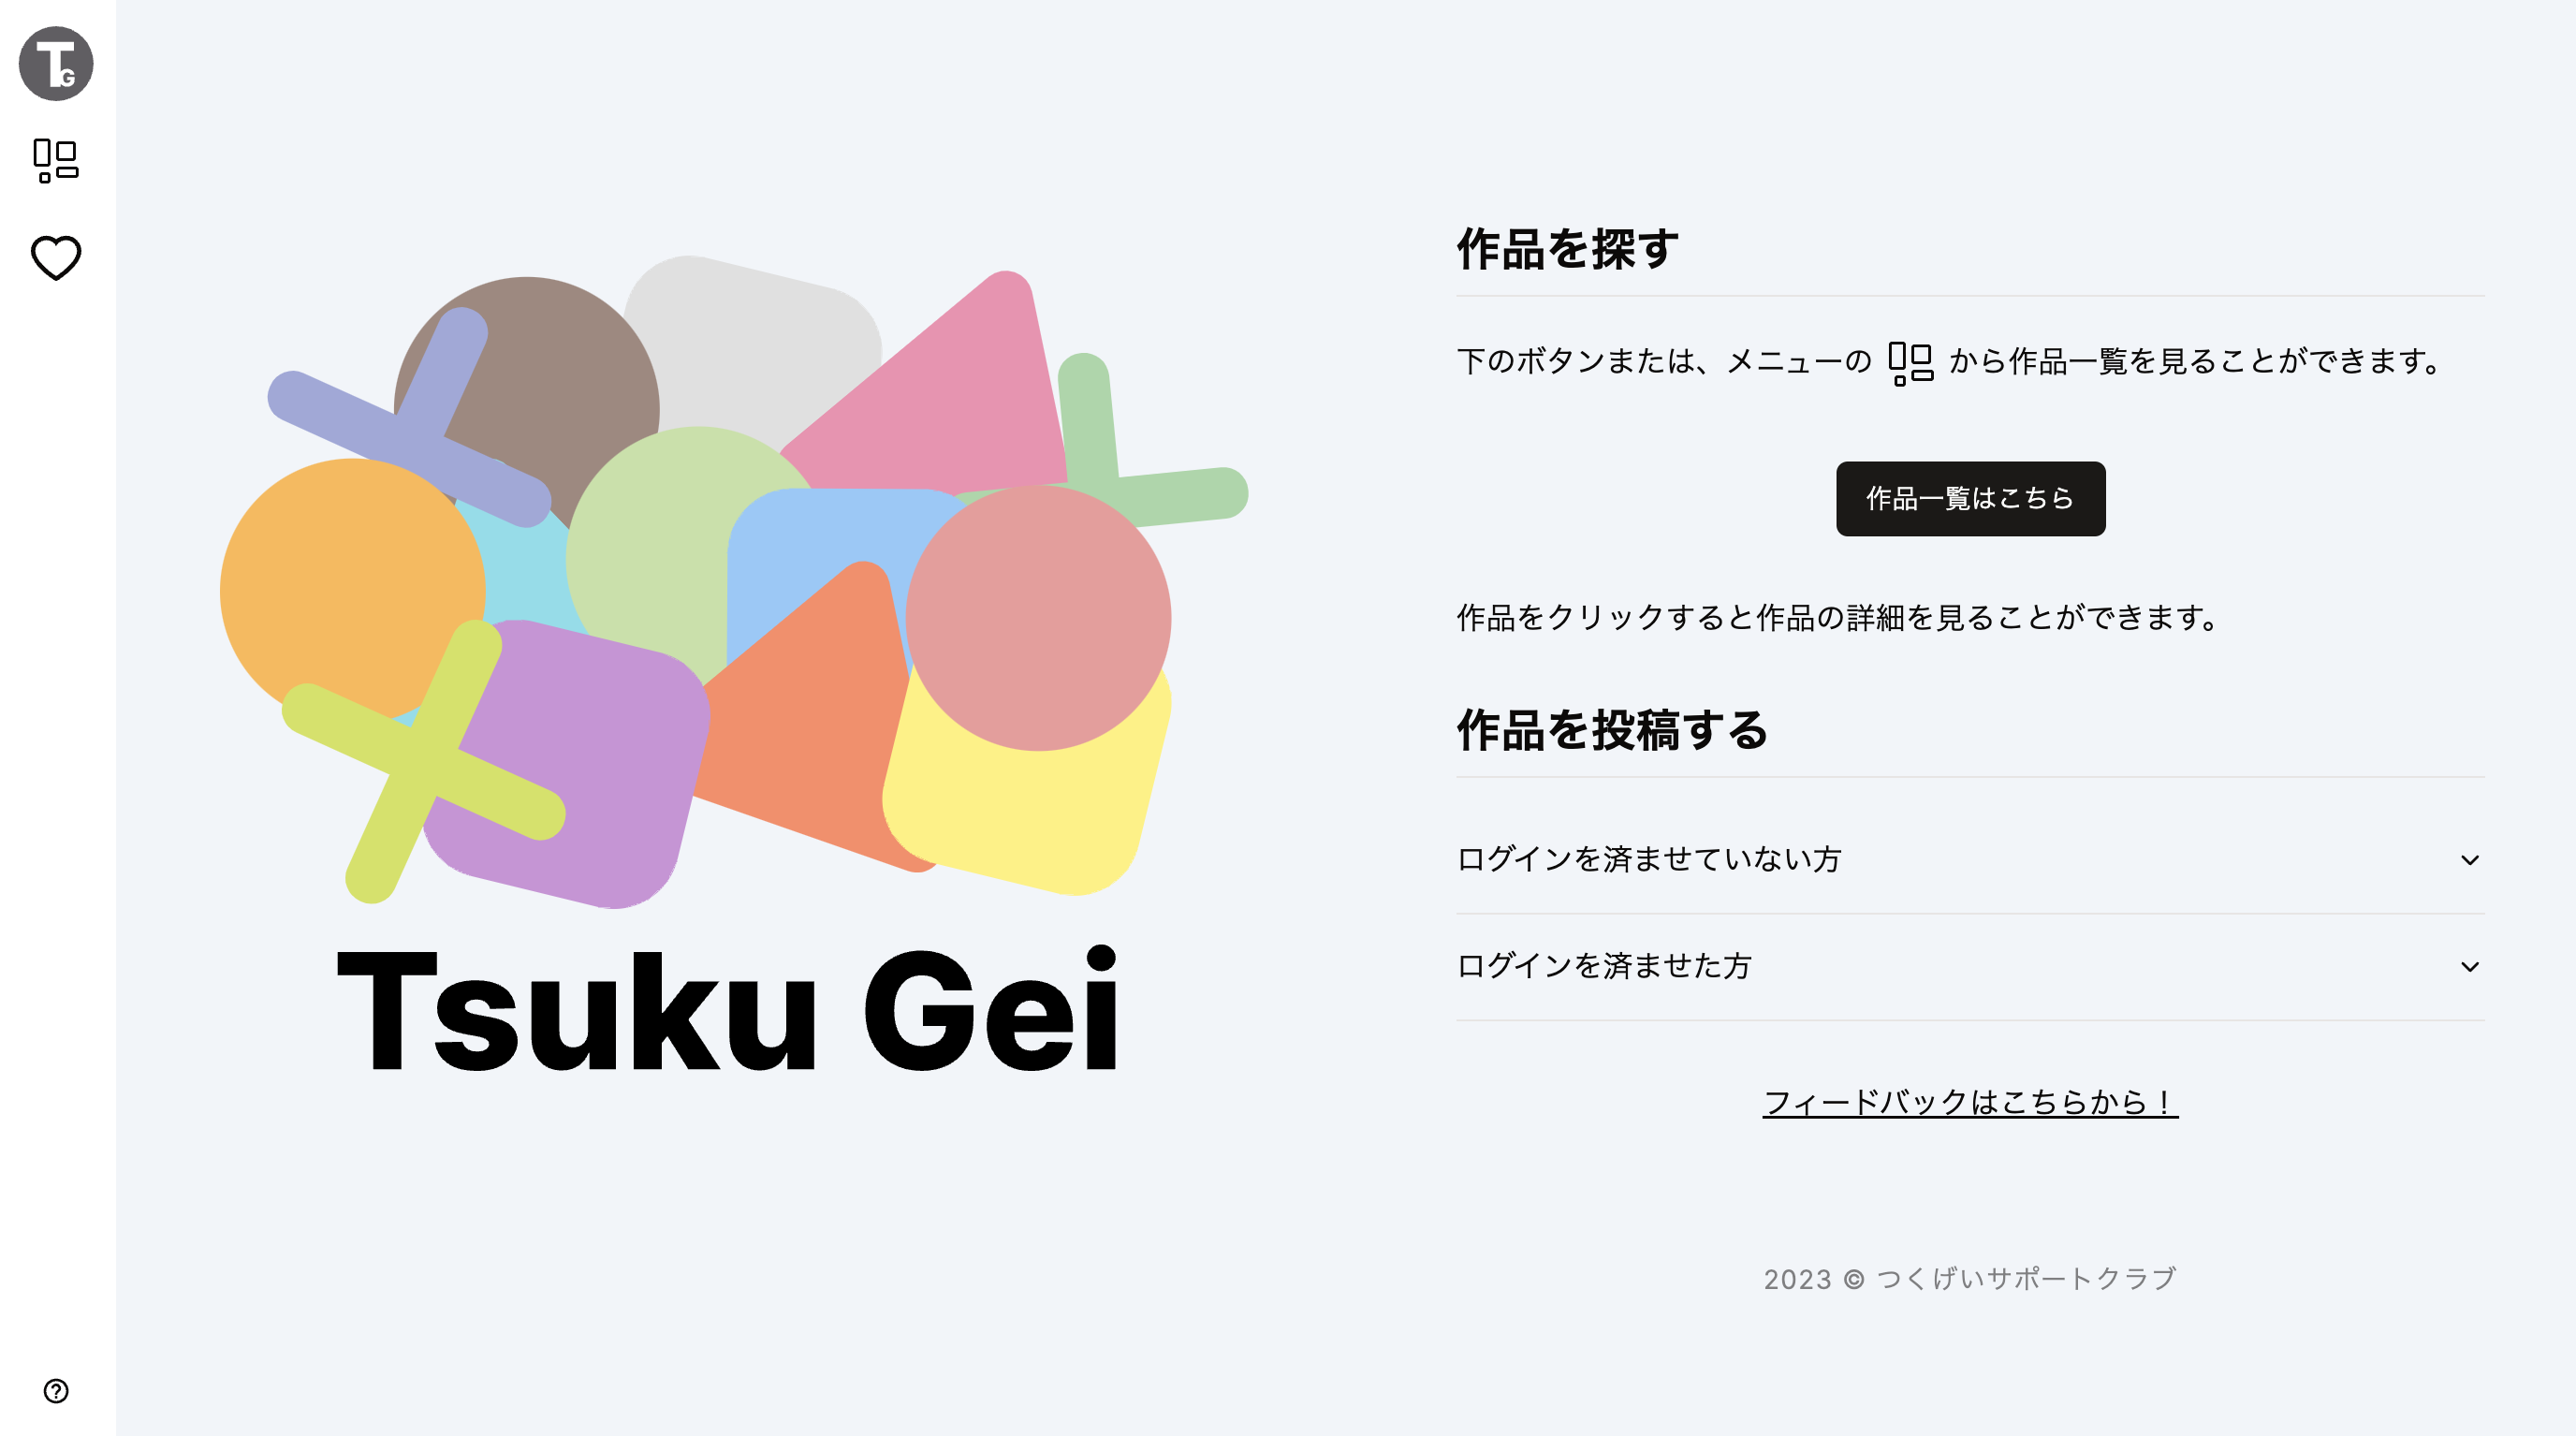 TG
Tsuku Gei
作品を探す
下のボタンまたは、メニューの から作品一覧を見ることができます。
作品一覧はこちら
作品をクリックすると作品の詳細を見ることができます。
作品を投稿する
ログインを済ませていない方
ログインを済ませた方
フィードバックはこちらから！
2023 © つくげいサポートクラブ